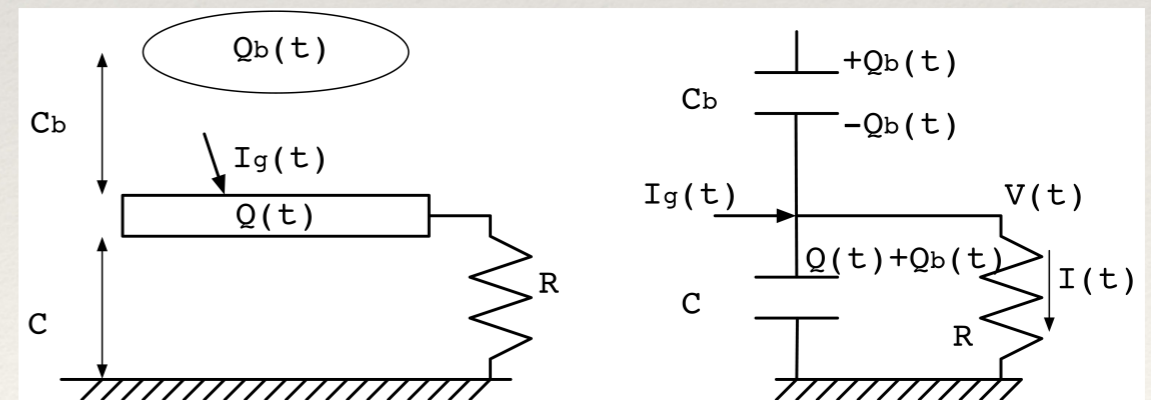 Qb(t)
Cb
Ig(t)
Q(t)
R
C
+Qb(t)
Cb
-Qb(t)
Ig(t)
V(t)
Q(t)+Qb(t)
I(t)
C
R